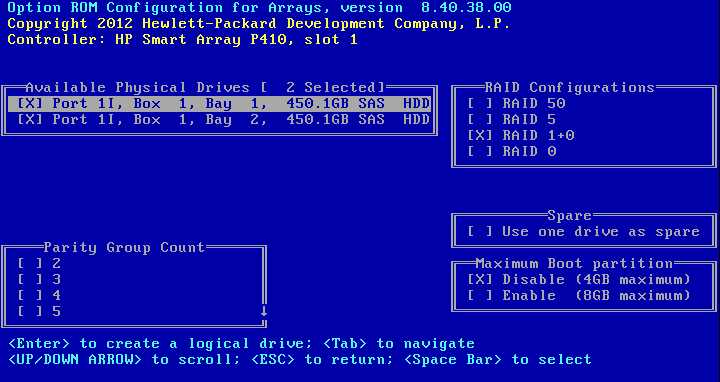 Option ROM Configuration for Arrays, version  8.40.38.00
Copyright 2012 Hewlett-Packard Development Company, L.P.
Controller: HP Smart Array P410, slot 1
Available Physical Drives [  2 Selected]
[X] Port 1I, Box  1, Bay  1,  450.1GB SAS  HDD
[X] Port 1I, Box  1, Bay  2,  450.1GB SAS  HDD
RAID Configurations
[ ] RAID 50
[ ] RAID 5
[X] RAID 1+0
[ ] RAID 0
Spare
[ ] Use one drive as spare
Parity Group Count
[ ] 2
[ ] 3
[ ] 4
[ ] 5
Maximum Boot partition
[X] Disable (4GB maximum)
[ ] Enable  (8GB maximum)
<Enter> to create a logical drive; <Tab> to navigate
<UP/DOWN ARROW> to scroll; <ESC> to return; <Space Bar> to select